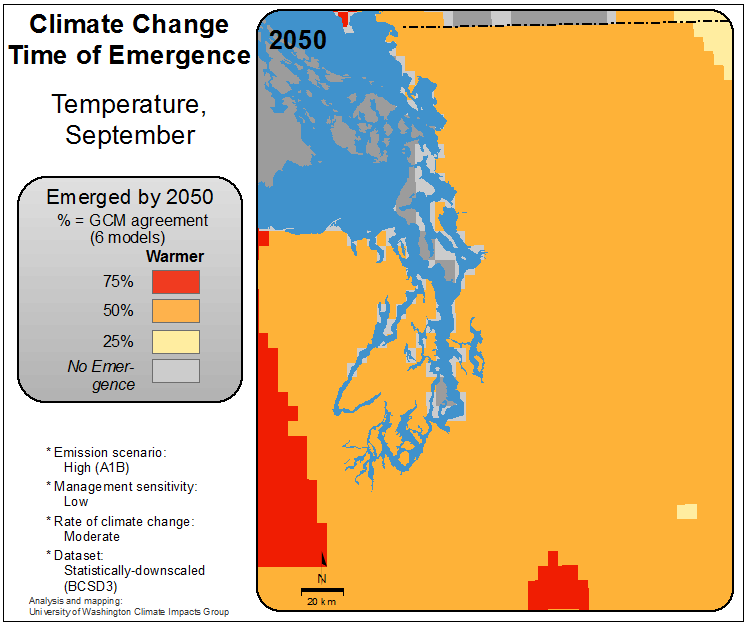 Climate Change
Time of Emergence
Temperature,
September
Emerged by 2050
% = GCM agreement
(6 models)
Warmer
75%
50%
25%
No Emer-
gence
* Emission scenario:
High (A1B)
* Management sensitivity:
Low
* Rate of climate change:
Moderate
* Dataset:
Statistically-downscaled
(BCSD3)
Analysis and mapping:
University of Washington Climate Impacts Group
2050
N
20 km